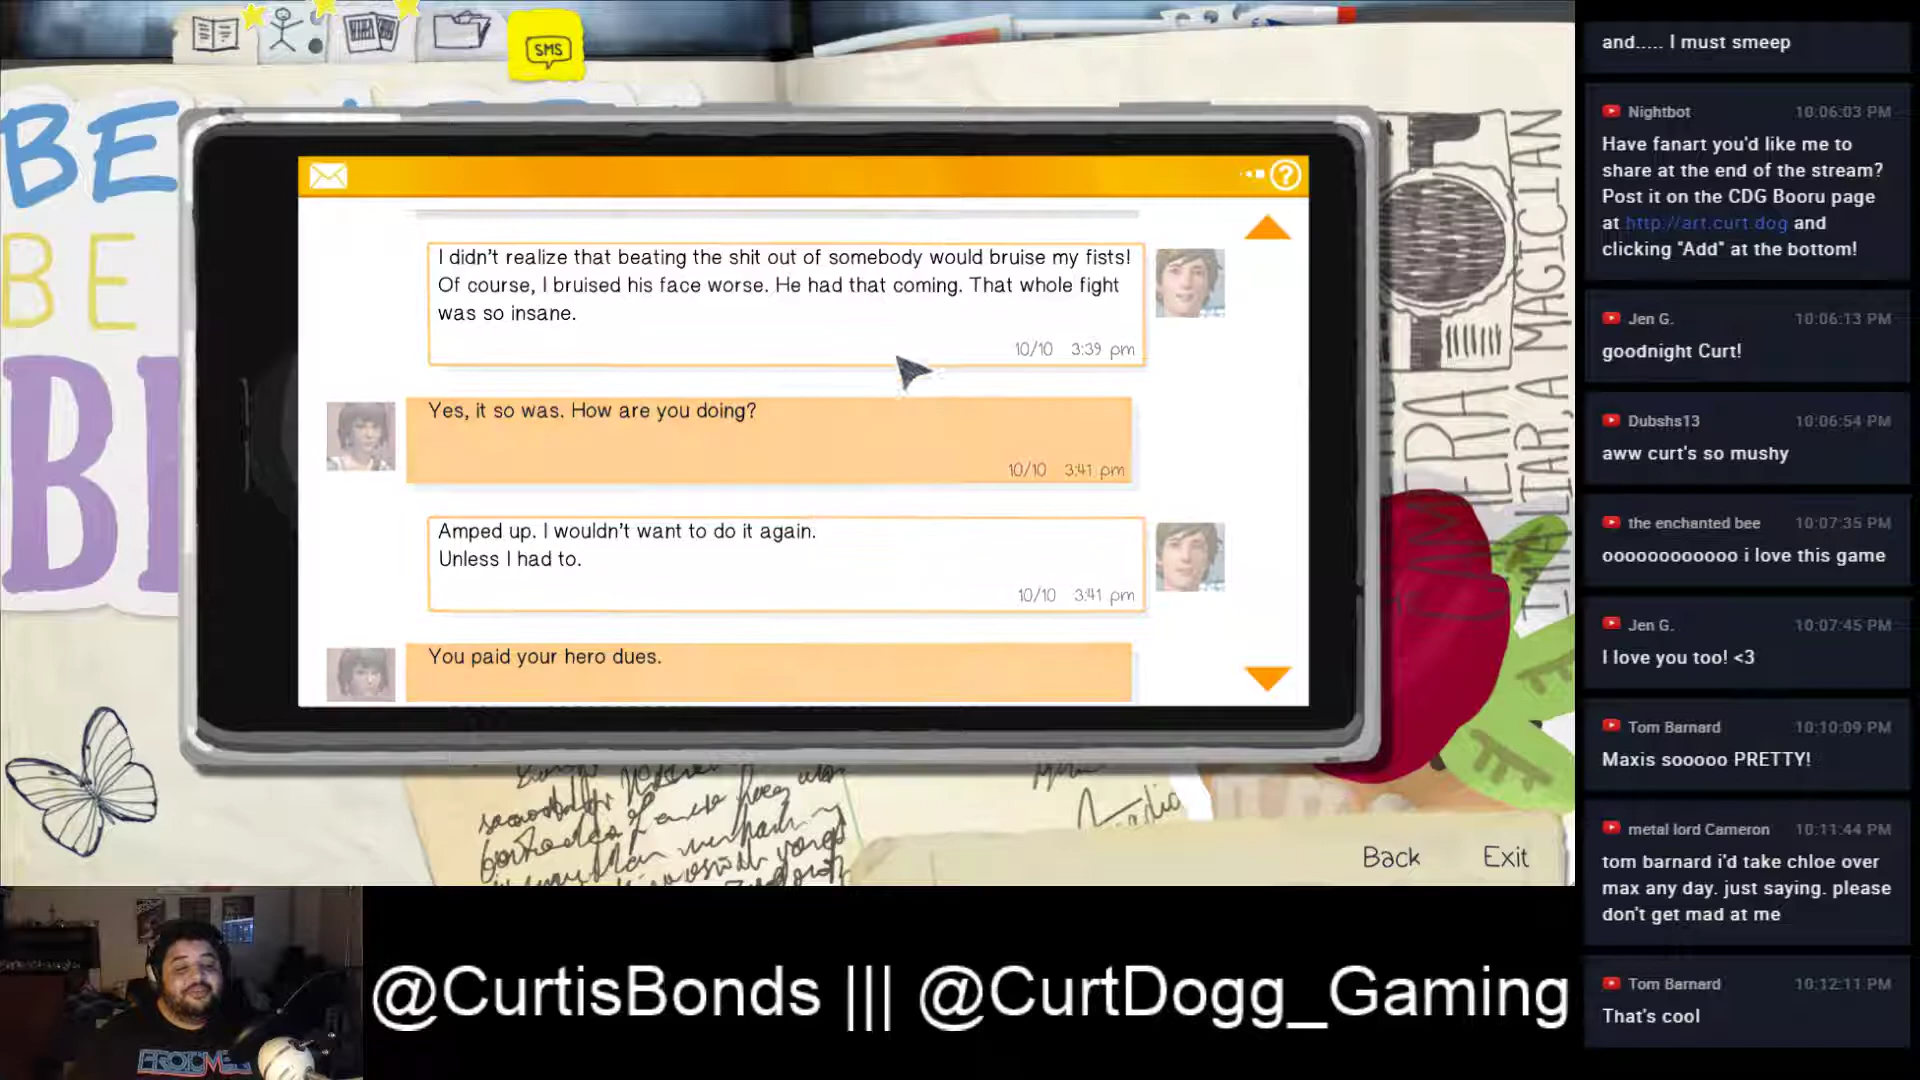 SMS
BE
BE
I didn't realize that beating the shit out of somebody would bruise my fists!
Of course, I bruised his face worse. He had that coming. That whole fight
was so insane.
10/10 3:39 pm
Yes, it so was. How are you doing?
10/10 3:41 pm
Amped up. I wouldn't want to do it again.
Unless I had to.
10/10 3:41 pm
You paid your hero dues.
Back
Exit
LIAR, A MAGICIAN
@CurtisBonds ||| @CurtDogg_Gaming
and..... I must smeep
Nightbot 10:06:03 PM
Have fanart you'd like me to
share at the end of the stream?
Post it on the CDG Booru page
at http://art.curt.dog and
clicking "Add" at the bottom!
Jen G. 10:06:13 PM
goodnight Curt!
Dubshs13 10:06:54 PM
aww curt's so mushy
the enchanted bee 10:07:35 PM
oooooooooooo i love this game
Jen G. 10:07:45 PM
I love you too! <3
Tom Barnard 10:10:09 PM
Maxis sooooo PRETTY!
metal lord Cameron 10:11:44 PM
tom barnard i'd take chloe over
max any day. just saying. please
don't get mad at me
Tom Barnard 10:12:11 PM
That's cool